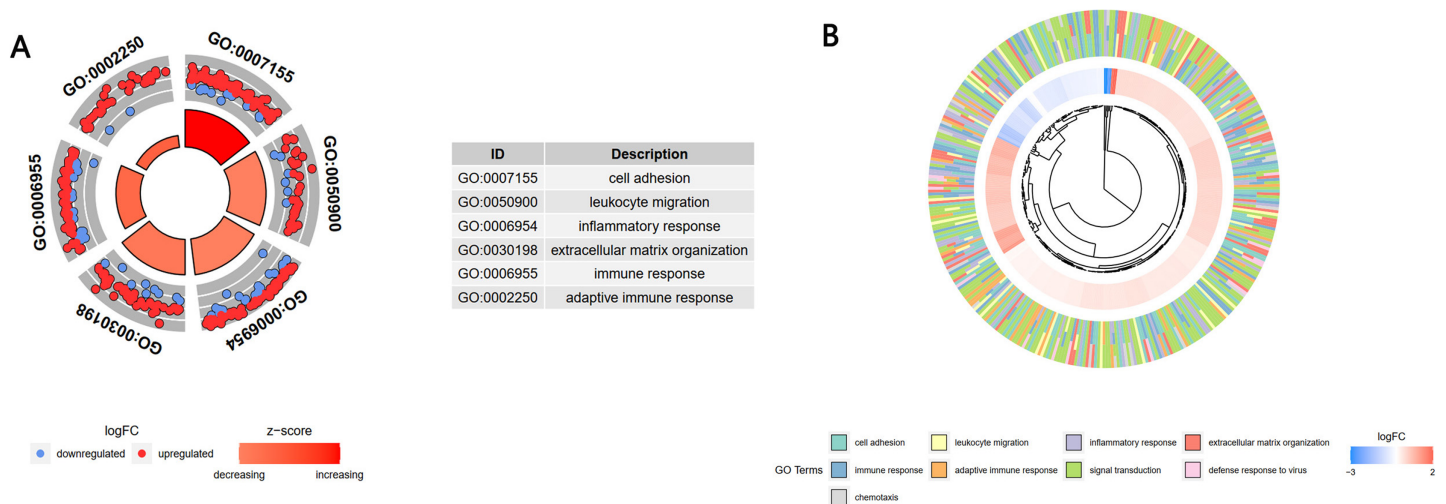 A
GO:0002250
GO:0007155
GO:0006955
GO:0050900
GO:0030198
GO:0006954
logFC
downregulated
upregulated
z-score
decreasing
increasing
ID Description
GO:0007155 cell adhesion
GO:0050900 leukocyte migration
GO:0006954 inflammatory response
GO:0030198 extracellular matrix organization
GO:0006955 immune response
GO:0002250 adaptive immune response
B
GO Terms
cell adhesion leukocyte migration inflammatory response extracellular matrix organization
immune response adaptive immune response signal transduction defense response to virus
chemotaxis
logFC
−3 2